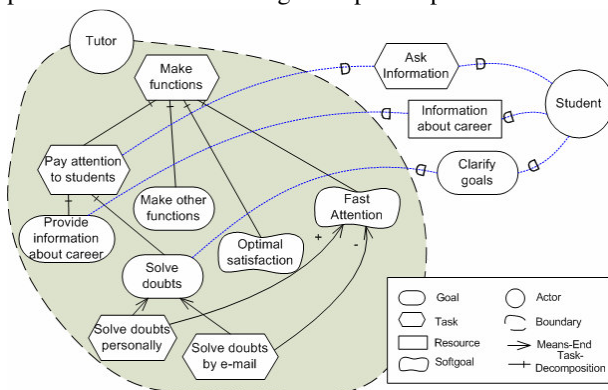 Tutor
Make
functions
Ask
Information
Student
Information
about career
Pay attention
to students
Clarify
goals
Make other
functions
Fast
Attention
Provide
information
about career
Optimal
satisfaction
+
-
Solve
doubts
Solve doubts
personally
Solve doubts
by e-mail
Goal
Actor
Task
Boundary
Resource
Means-End
Softgoal
Task-
Decomposition